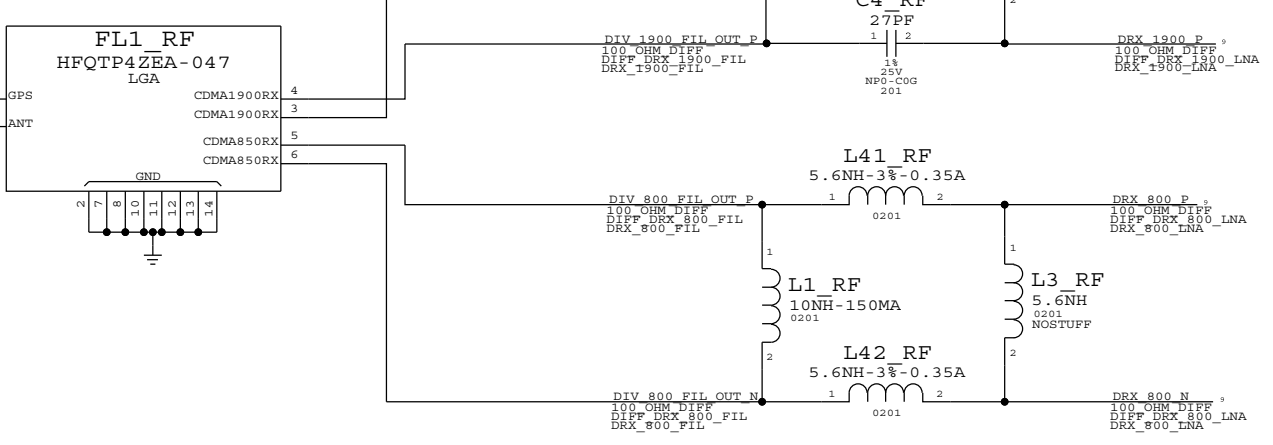 C4_RF
27PF
1 2
1%
25V
NP0-C0G
201
2
DIV_1900_FIL_OUT_P
100_OHM_DIFF
DIFF_DRX_1900_FIL
DRX_1900_FIL
DRX_1900_P 9
100_OHM_DIFF
DIFF_DRX_1900_LNA
DRX_1900_LNA
FL1_RF
HFQTP4ZEA-047
LGA
GPS
ANT
CDMA1900RX 4
CDMA1900RX 3
CDMA850RX 5
CDMA850RX 6
GND
2 7 8 10 11 12 13 14
L41_RF
5.6NH-3%-0.35A
1 2
0201
DIV_800_FIL_OUT_P
100_OHM_DIFF
DIFF_DRX_800_FIL
DRX_800_FIL
DRX_800_P 9
100_OHM_DIFF
DIFF_DRX_800_LNA
DRX_800_LNA
1
L1_RF
10NH-150MA
0201
2
1
L3_RF
5.6NH
0201
NOSTUFF
2
L42_RF
5.6NH-3%-0.35A
1 2
0201
DIV_800_FIL_OUT_N
100_OHM_DIFF
DIFF_DRX_800_FIL
DRX_800_FIL
DRX_800_N 9
100_OHM_DIFF
DIFF_DRX_800_LNA
DRX_800_LNA